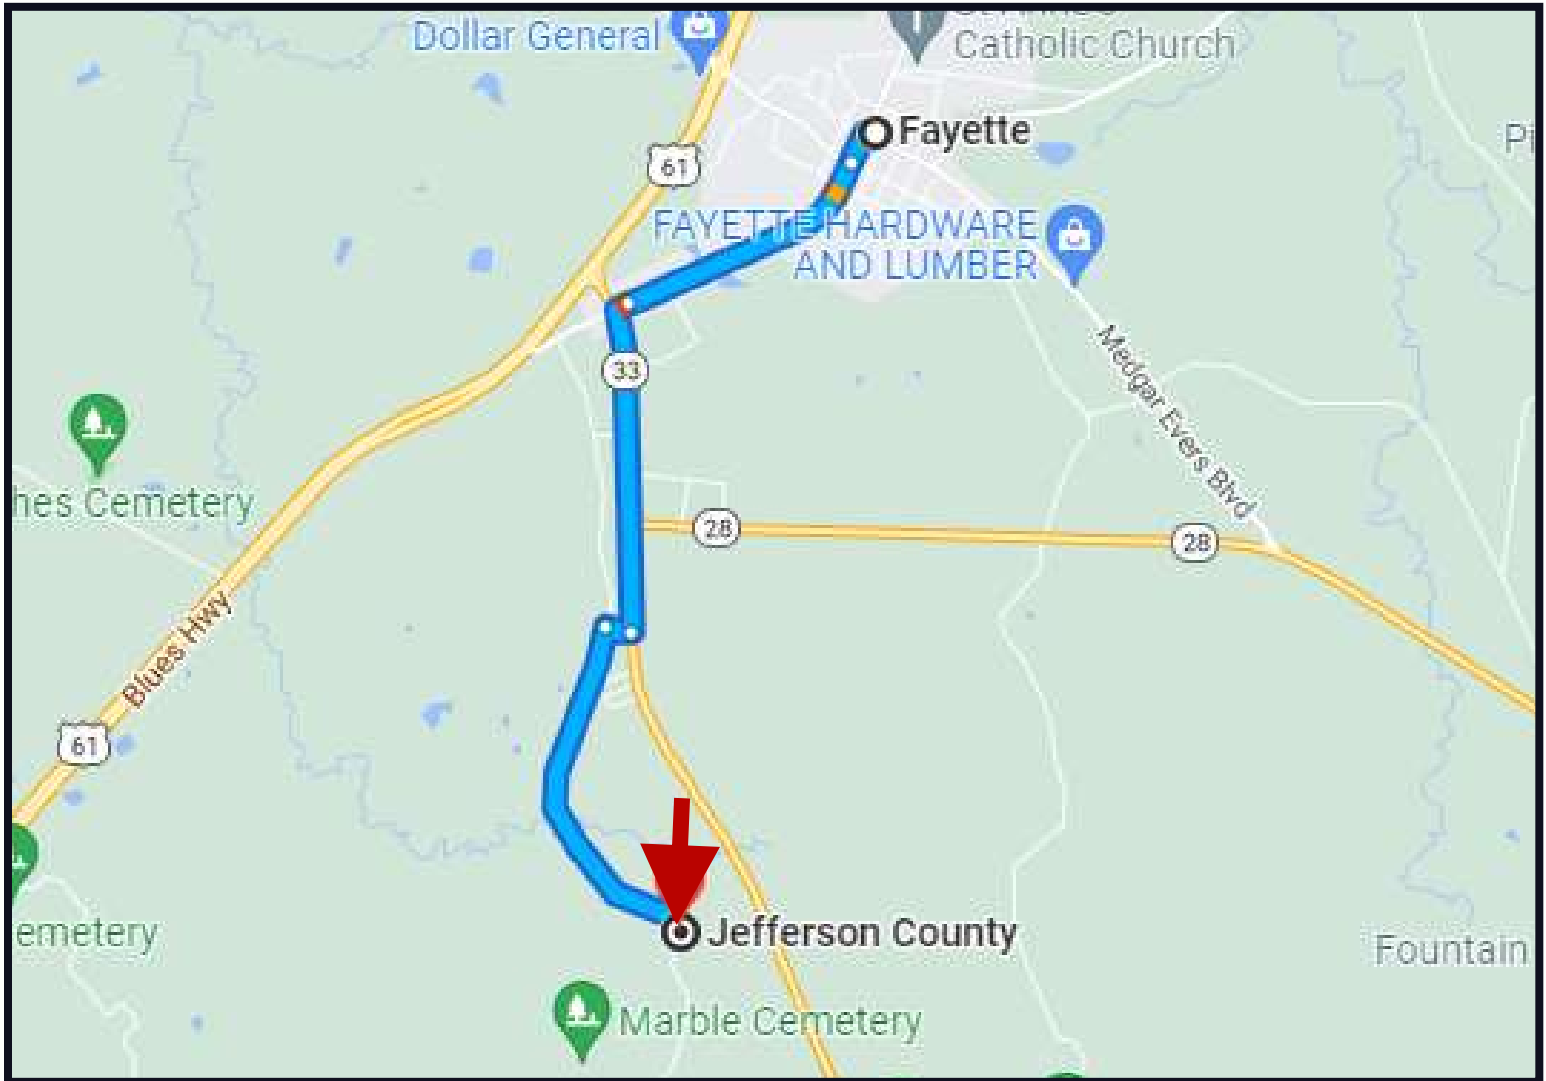 Dollar General
Catholic Church
Fayette
61
FAYETTE HARDWARE
AND LUMBER
33
Medgar Evers Blvd
hes Cemetery
28
28
Blues Hwy
61
emetery
Jefferson County
Fountain
Marble Cemetery